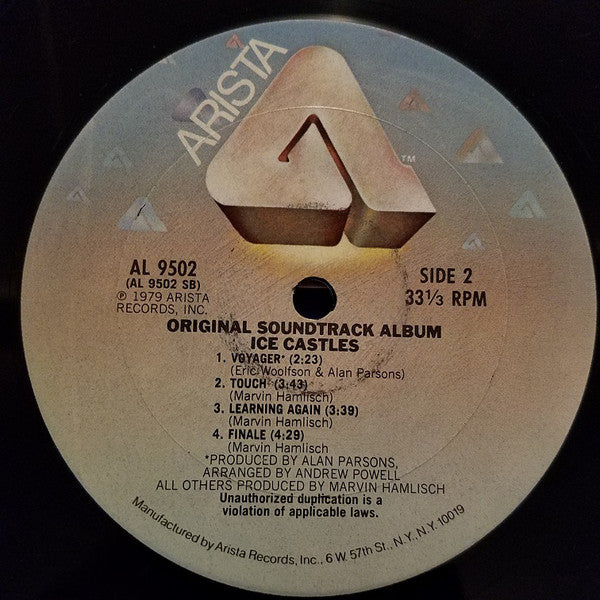 ARISTA
TM
AL 9502
(AL 9502 SB)
℗ 1979 ARISTA
RECORDS, INC.
SIDE 2
33⅓ RPM
ORIGINAL SOUNDTRACK ALBUM
ICE CASTLES
1. VOYAGER* (2:23)
(Eric Woolfson & Alan Parsons)
2. TOUCH (3:43)
(Marvin Hamlisch)
3. LEARNING AGAIN (3:39)
(Marvin Hamlisch)
4. FINALE (4:29)
(Marvin Hamlisch
*PRODUCED BY ALAN PARSONS,
ARRANGED BY ANDREW POWELL
ALL OTHERS PRODUCED BY MARVIN HAMLISCH
Unauthorized duplication is a
violation of applicable laws.
Manufactured by Arista Records, Inc., 6 W. 57th St., N.Y., N.Y. 10019